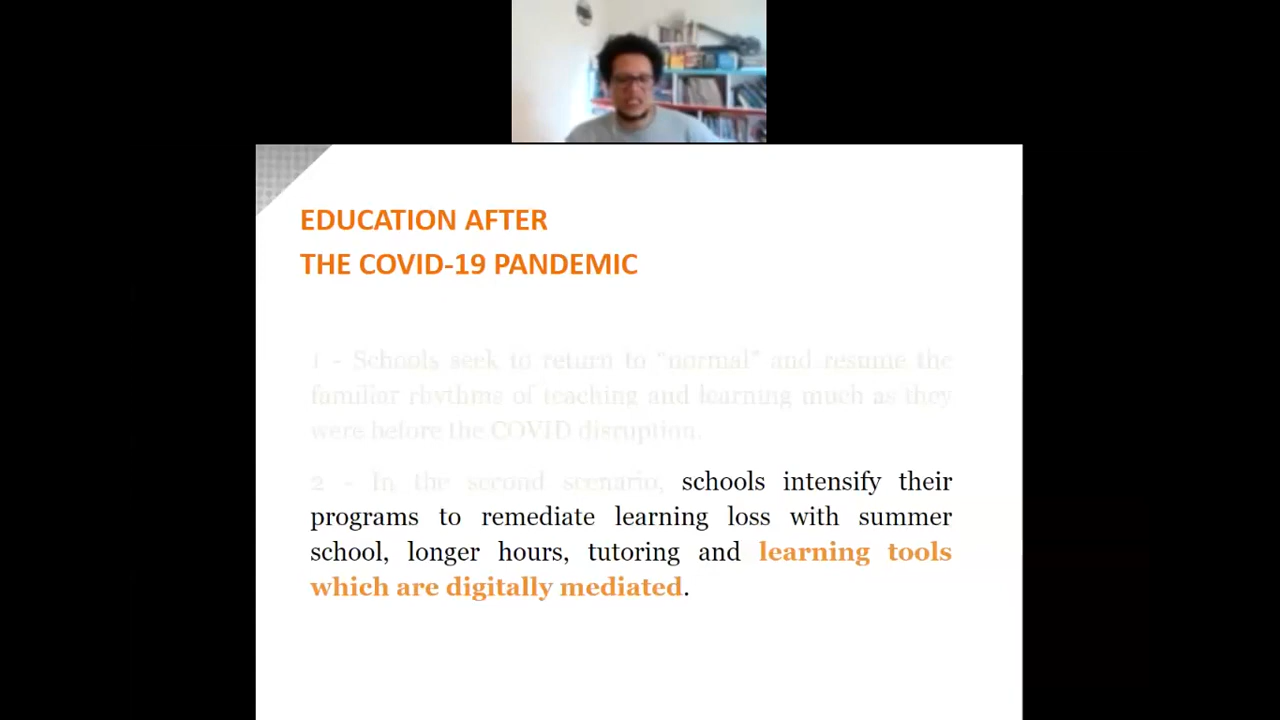 EDUCATION AFTER
THE COVID-19 PANDEMIC
1 - Schools seek to return to “normal” and resume the
familiar rhythms of teaching and learning much as they
were before the COVID disruption.
2 - In the second scenario, schools intensify their
programs to remediate learning loss with summer
school, longer hours, tutoring and learning tools
which are digitally mediated.